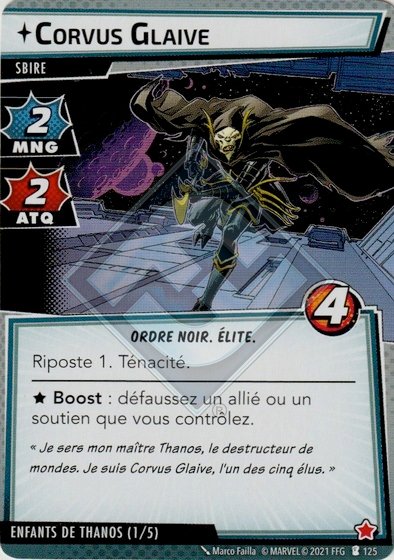 CORVUS GLAIVE
SBIRE
2
MNG
2
ATQ
4
ORDRE NOIR. ÉLITE.
Riposte 1. Ténacité.
★ Boost : défaussez un allié ou un
soutien que vous contrôlez.
« Je sers mon maître Thanos, le destructeur de
mondes. Je suis Corvus Glaive, l'un des cinq élus. »
ENFANTS DE THANOS (1/5)
Marco Failla © MARVEL © 2021 FFG 125